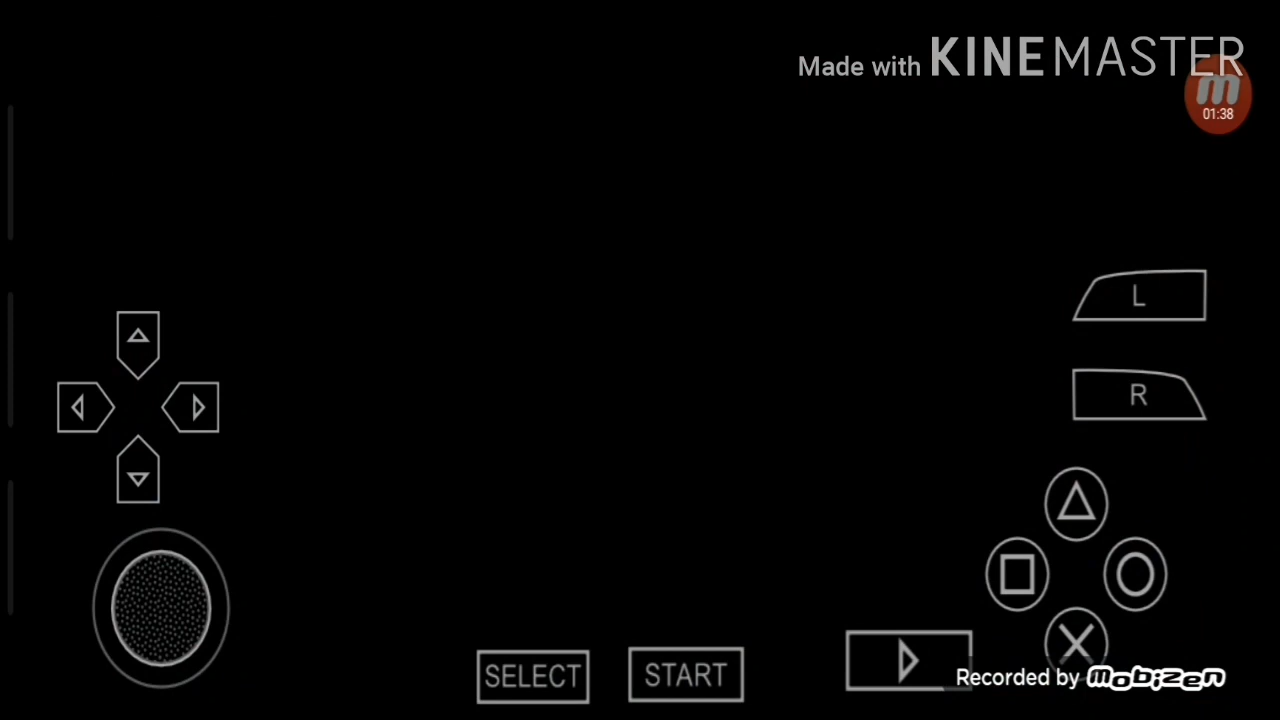 Made with KINEMASTER
01:38
L
R
SELECT
START
Recorded by mobizen